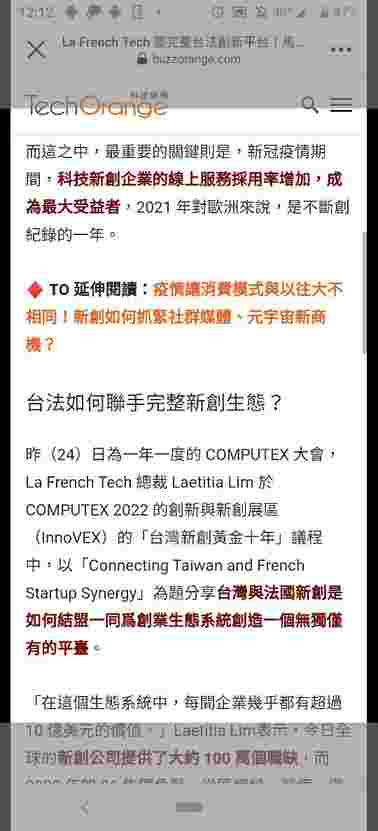 12:12
La French Tech 要完整台法創新平台！馬...
buzzorange.com
科技報橘
TechOrange
而這之中，最重要的關鍵則是，新冠疫情期
間，科技新創企業的線上服務採用率增加，成
為最大受益者，2021 年對歐洲來說，是不斷創
紀錄的一年。
TO 延伸閱讀：疫情讓消費模式與以往大不
相同！新創如何抓緊社群媒體、元宇宙新商
機？
台法如何聯手完整新創生態？
昨（24）日為一年一度的 COMPUTEX 大會，
La French Tech 總裁 Laetitia Lim 於
COMPUTEX 2022 的創新與新創展區
（InnoVEX）的「台灣新創黃金十年」議程
中，以「Connecting Taiwan and French
Startup Synergy」為題分享台灣與法國新創是
如何結盟一同爲創業生態系統創造一個無獨僅
有的平臺。
「在這個生態系統中，每間企業幾乎都有超過
10 億美元的價值。」Laetitia Lim表示，今日全
球的新創公司提供了大約 100 萬個職缺，而